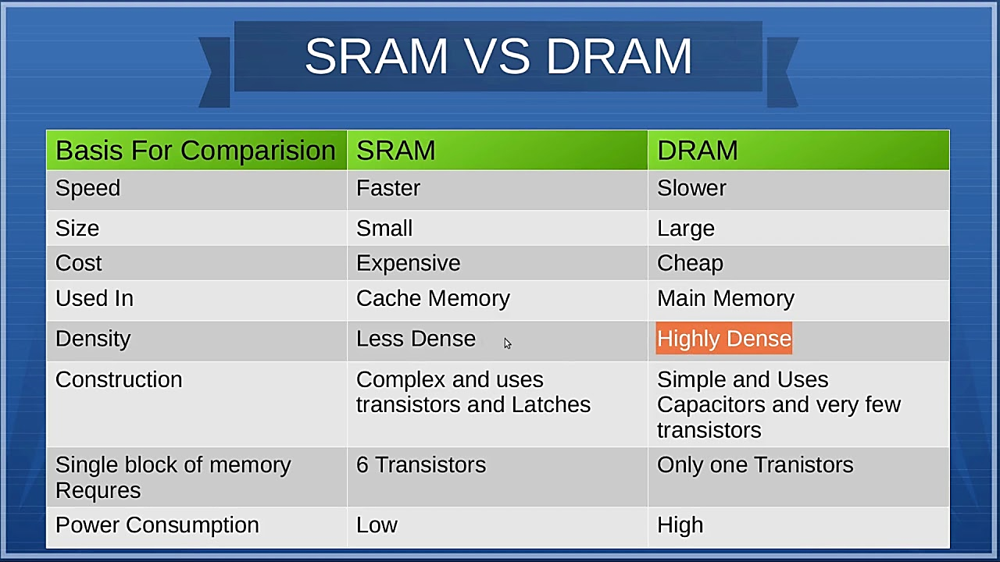 SRAM VS DRAM
Basis For Comparision SRAM DRAM
Speed Faster Slower
Size Small Large
Cost Expensive Cheap
Used In Cache Memory Main Memory
Density Less Dense Highly Dense
Construction Complex and uses Simple and Uses
transistors and Latches Capacitors and very few
transistors
Single block of memory 6 Transistors Only one Tranistors
Requres
Power Consumption Low High